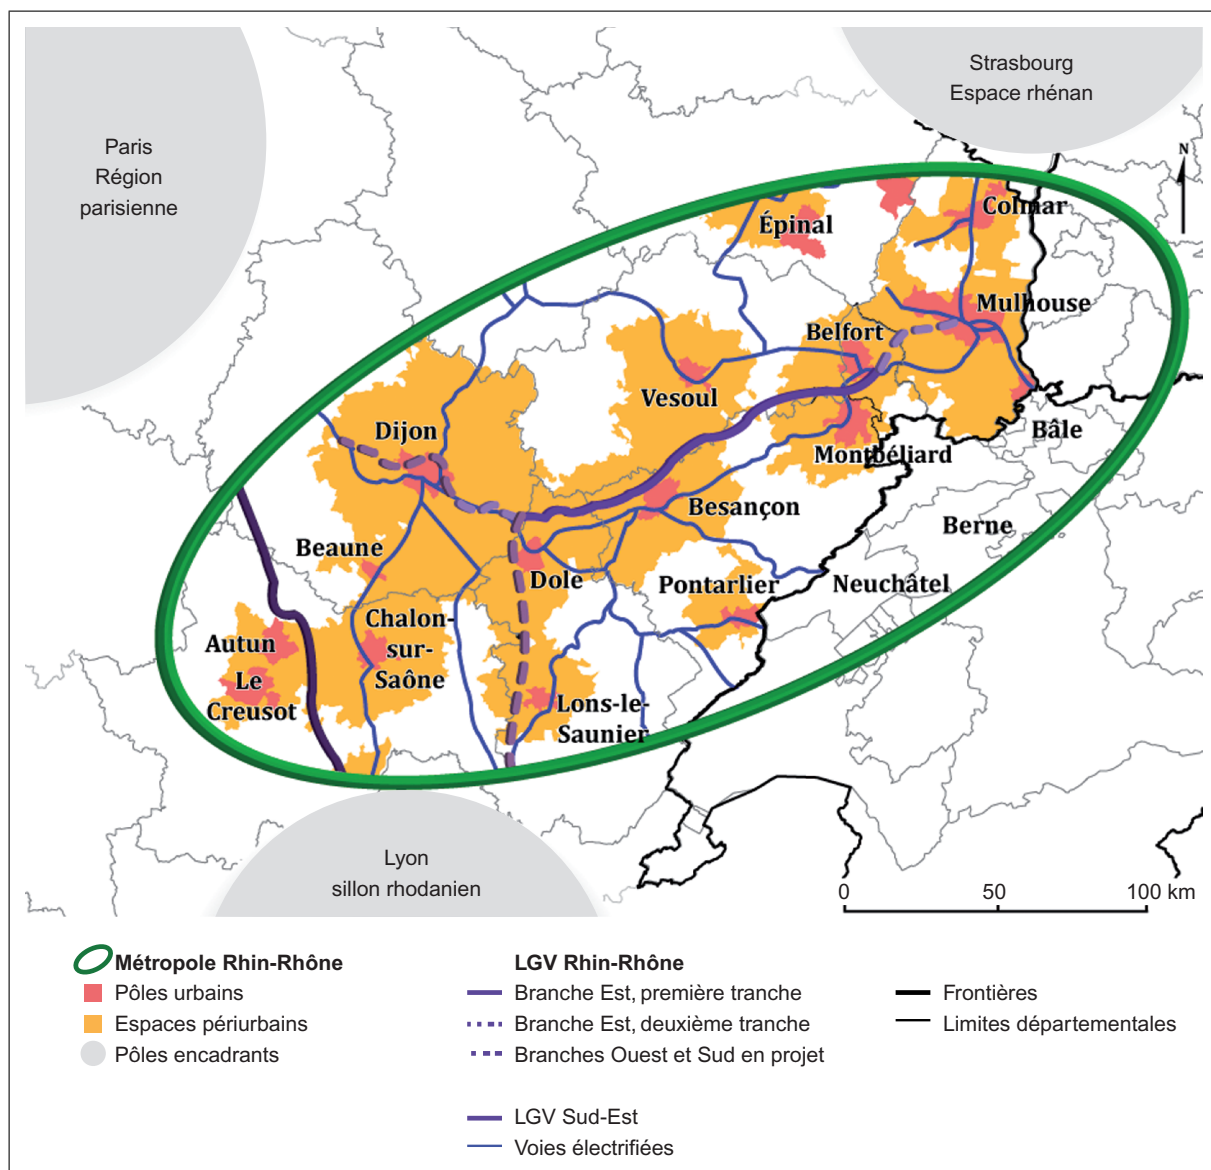 Strasbourg
Espace rhénan
Paris
Région
parisienne
N
Colmar
Épinal
Mulhouse
Belfort
Vesoul
Dijon
Bâle
Montbéliard
Besançon
Berne
Beaune
Dole
Pontarlier
Neuchâtel
Chalon-
sur-
Saône
Autun
Le
Creusot
Lons-le-
Saunier
Lyon
sillon rhodanien
0 50 100 km
Métropole Rhin-Rhône
Pôles urbains
Espaces périurbains
Pôles encadrants
LGV Rhin-Rhône
Branche Est, première tranche
Branche Est, deuxième tranche
Branches Ouest et Sud en projet
LGV Sud-Est
Voies électrifiées
Frontières
Limites départementales